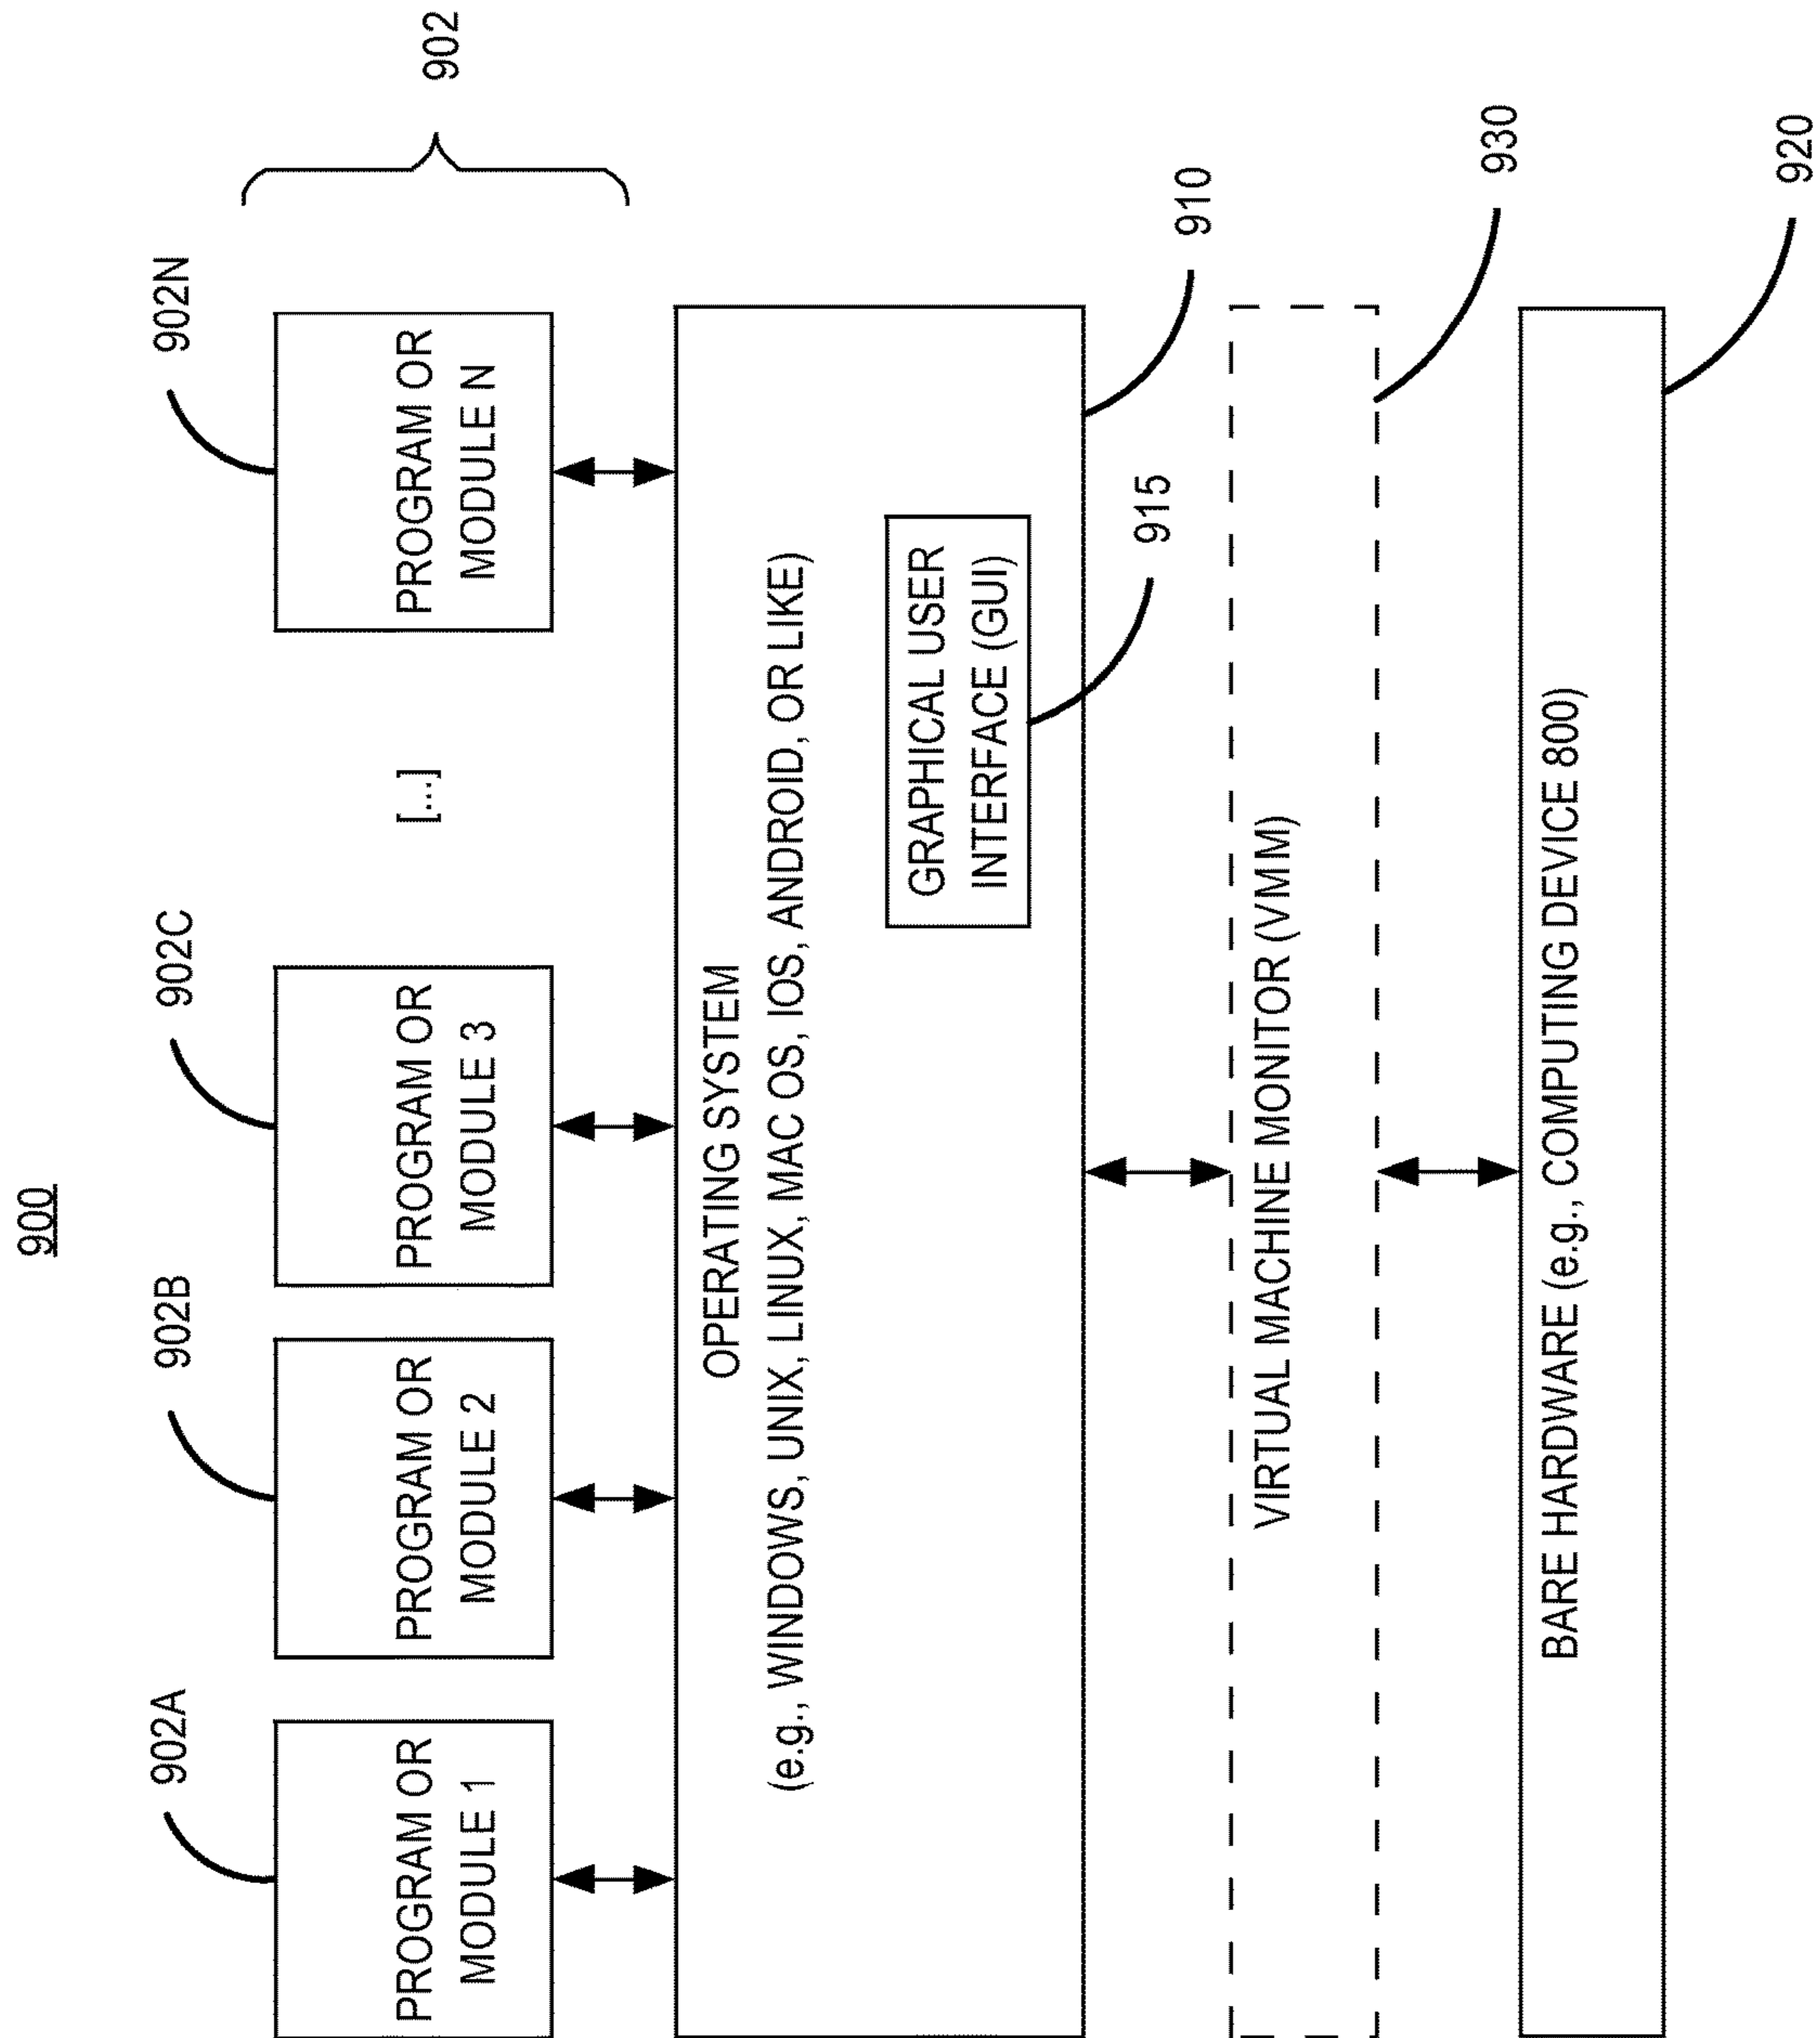 900
902A
902B
902C
902N
902
PROGRAM OR
MODULE 1
PROGRAM OR
MODULE 2
PROGRAM OR
MODULE 3
[...]
PROGRAM OR
MODULE N
OPERATING SYSTEM
(e.g., WINDOWS, UNIX, LINUX, MAC OS, IOS, ANDROID, OR LIKE)
GRAPHICAL USER
INTERFACE (GUI)
915
910
VIRTUAL MACHINE MONITOR (VMM)
930
BARE HARDWARE (e.g., COMPUTING DEVICE 800)
920